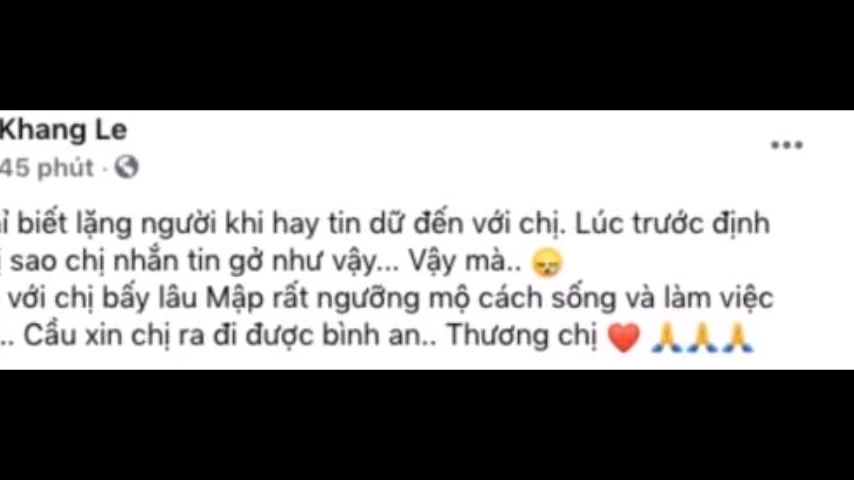 Khang Le
45 phút ·
ỉ biết lặng người khi hay tin dữ đến với chị. Lúc trước định
sao chị nhắn tin gở như vậy... Vậy mà.. 😪
với chị bấy lâu Mập rất ngưỡng mộ cách sống và làm việc
.. Cầu xin chị ra đi được bình an.. Thương chị ❤️ 🙏🙏🙏